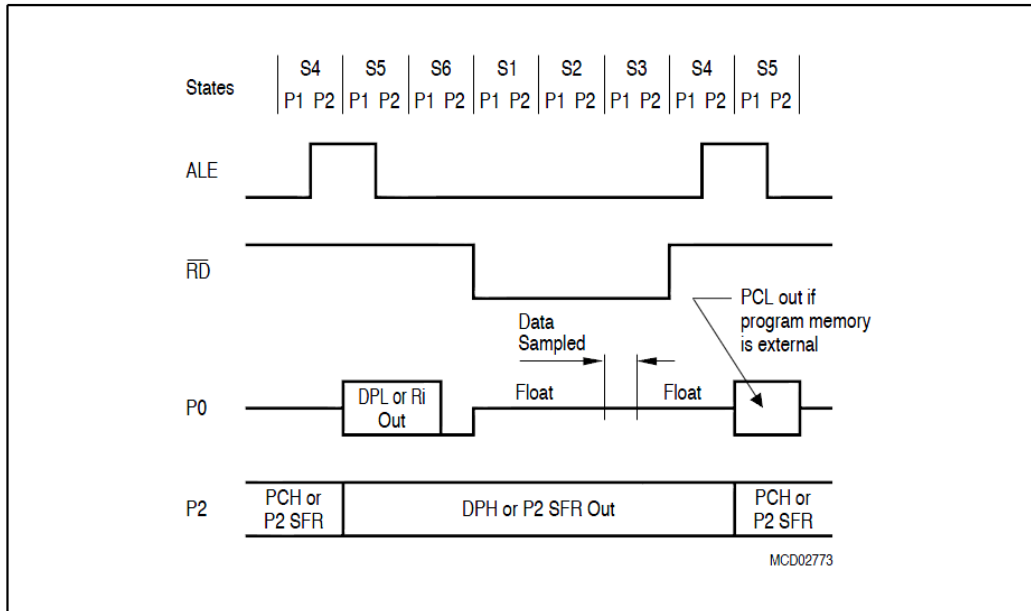 States
S4 S5 S6 S1 S2 S3 S4 S5
P1 P2 P1 P2 P1 P2 P1 P2 P1 P2 P1 P2 P1 P2 P1 P2
ALE
RD
Data
Sampled
PCL out if
program memory
is external
P0
DPL or Ri
Out
Float
Float
P2
PCH or
P2 SFR
DPH or P2 SFR Out
PCH or
P2 SFR
MCD02773